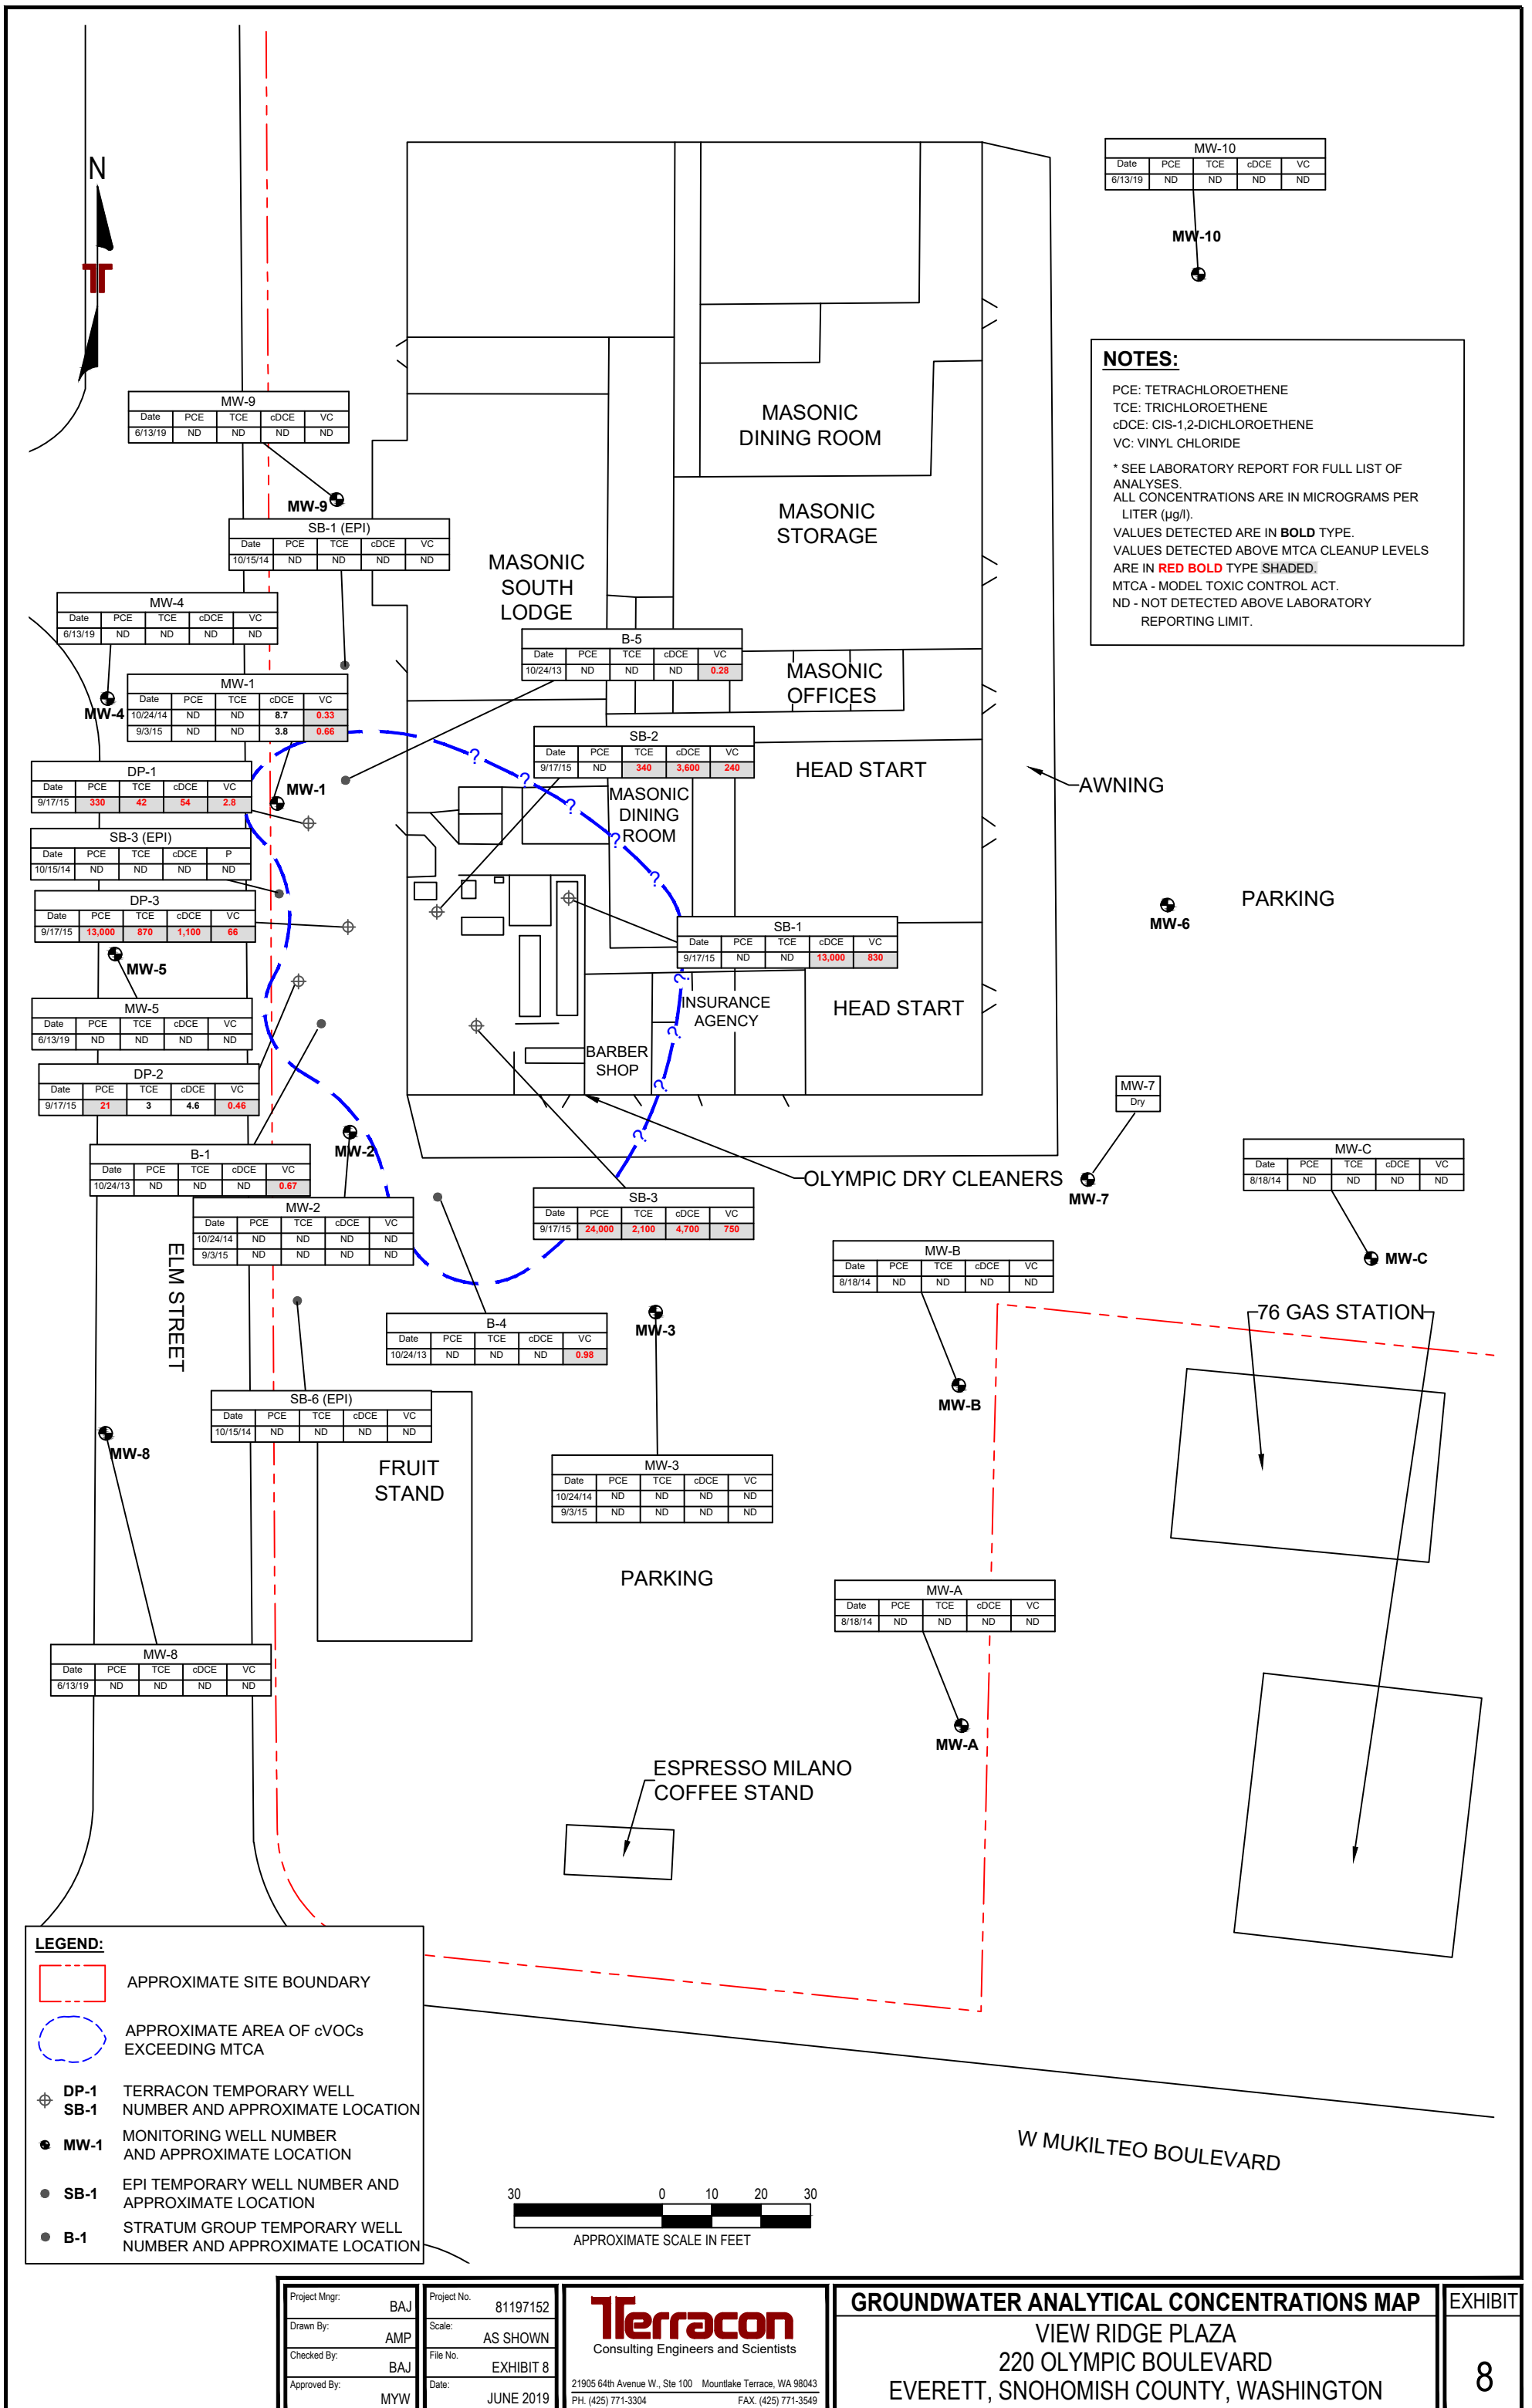 N
MW-10
Date PCE TCE cDCE VC
6/13/19 ND ND ND ND
MW-10
NOTES:
PCE: TETRACHLOROETHENE
TCE: TRICHLOROETHENE
cDCE: CIS-1,2-DICHLOROETHENE
VC: VINYL CHLORIDE
* SEE LABORATORY REPORT FOR FULL LIST OF
ANALYSES.
ALL CONCENTRATIONS ARE IN MICROGRAMS PER
LITER (µg/l).
VALUES DETECTED ARE IN BOLD TYPE.
VALUES DETECTED ABOVE MTCA CLEANUP LEVELS
ARE IN RED BOLD TYPE SHADED.
MTCA - MODEL TOXIC CONTROL ACT.
ND - NOT DETECTED ABOVE LABORATORY
REPORTING LIMIT.
MW-9
Date PCE TCE cDCE VC
6/13/19 ND ND ND ND
MW-9
MASONIC
DINING ROOM
MASONIC
STORAGE
SB-1 (EPI)
Date PCE TCE cDCE VC
10/15/14 ND ND ND ND
MASONIC
SOUTH
LODGE
MW-4
Date PCE TCE cDCE VC
6/13/19 ND ND ND ND
MW-4
B-5
Date PCE TCE cDCE VC
10/24/13 ND ND ND 0.28
MASONIC
OFFICES
MW-1
Date PCE TCE cDCE VC
10/24/14 ND ND 8.7 0.33
9/3/15 ND ND 3.8 0.66
MW-1
SB-2
Date PCE TCE cDCE VC
9/17/15 ND 340 3,600 240
HEAD START
AWNING
DP-1
Date PCE TCE cDCE VC
9/17/15 330 42 54 2.8
MASONIC
DINING
ROOM
? ? ? ? ? ? ? ? ?
SB-3 (EPI)
Date PCE TCE cDCE P
10/15/14 ND ND ND ND
DP-3
Date PCE TCE cDCE VC
9/17/15 13,000 870 1,100 66
PARKING
MW-6
SB-1
Date PCE TCE cDCE VC
9/17/15 ND ND 13,000 830
MW-5
MW-5
Date PCE TCE cDCE VC
6/13/19 ND ND ND ND
INSURANCE
AGENCY
HEAD START
BARBER
SHOP
DP-2
Date PCE TCE cDCE VC
9/17/15 21 3 4.6 0.46
MW-7
Dry
MW-7
B-1
Date PCE TCE cDCE VC
10/24/13 ND ND ND 0.67
MW-2
OLYMPIC DRY CLEANERS
MW-C
Date PCE TCE cDCE VC
8/18/14 ND ND ND ND
MW-C
MW-2
Date PCE TCE cDCE VC
10/24/14 ND ND ND ND
9/3/15 ND ND ND ND
SB-3
Date PCE TCE cDCE VC
9/17/15 24,000 2,100 4,700 750
ELM STREET
MW-B
Date PCE TCE cDCE VC
8/18/14 ND ND ND ND
MW-B
76 GAS STATION
B-4
Date PCE TCE cDCE VC
10/24/13 ND ND ND 0.98
MW-3
SB-6 (EPI)
Date PCE TCE cDCE VC
10/15/14 ND ND ND ND
MW-8
FRUIT
STAND
MW-3
Date PCE TCE cDCE VC
10/24/14 ND ND ND ND
9/3/15 ND ND ND ND
PARKING
MW-A
Date PCE TCE cDCE VC
8/18/14 ND ND ND ND
MW-A
MW-8
Date PCE TCE cDCE VC
6/13/19 ND ND ND ND
ESPRESSO MILANO
COFFEE STAND
LEGEND:
APPROXIMATE SITE BOUNDARY
APPROXIMATE AREA OF cVOCs
EXCEEDING MTCA
DP-1 TERRACON TEMPORARY WELL
SB-1 NUMBER AND APPROXIMATE LOCATION
MW-1 MONITORING WELL NUMBER
AND APPROXIMATE LOCATION
SB-1 EPI TEMPORARY WELL NUMBER AND
APPROXIMATE LOCATION
B-1 STRATUM GROUP TEMPORARY WELL
NUMBER AND APPROXIMATE LOCATION
W MUKILTEO BOULEVARD
30 0 10 20 30
APPROXIMATE SCALE IN FEET
Project Mngr: BAJ
Drawn By: AMP
Checked By: BAJ
Approved By: MYW
Project No. 81197152
Scale: AS SHOWN
File No. EXHIBIT 8
Date: JUNE 2019
Terracon
Consulting Engineers and Scientists
21905 64th Avenue W., Ste 100 Mountlake Terrace, WA 98043
PH. (425) 771-3304 FAX. (425) 771-3549
GROUNDWATER ANALYTICAL CONCENTRATIONS MAP
VIEW RIDGE PLAZA
220 OLYMPIC BOULEVARD
EVERETT, SNOHOMISH COUNTY, WASHINGTON
EXHIBIT
8